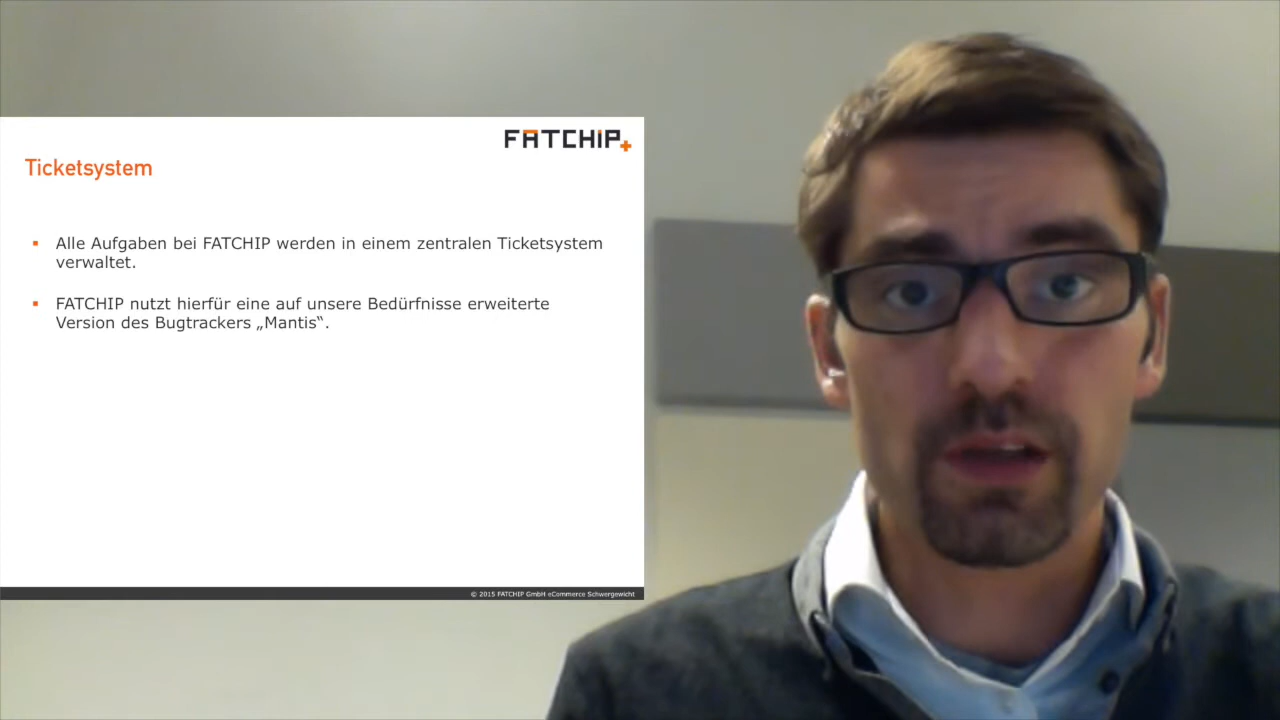 FATCHIP
Ticketsystem
▪ Alle Aufgaben bei FATCHIP werden in einem zentralen Ticketsystem
verwaltet.
▪ FATCHIP nutzt hierfür eine auf unsere Bedürfnisse erweiterte
Version des Bugtrackers „Mantis“.
© 2015 FATCHIP GmbH eCommerce Schwergewicht